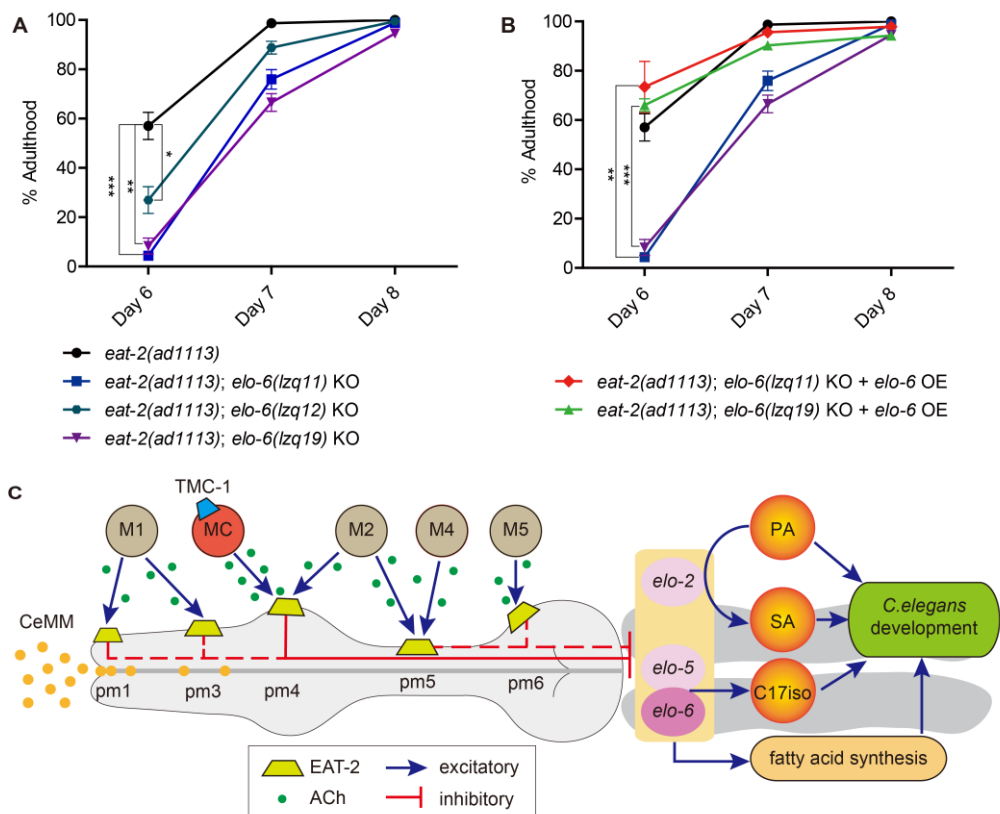 A
% Adulthood
100
80
60
40
20
0
***
**
*
Day 6
Day 7
Day 8
eat-2(ad1113)
eat-2(ad1113); elo-6(lzq11) KO
eat-2(ad1113); elo-6(lzq12) KO
eat-2(ad1113); elo-6(lzq19) KO
B
% Adulthood
100
80
60
40
20
0
**
***
Day 6
Day 7
Day 8
eat-2(ad1113); elo-6(lzq11) KO + elo-6 OE
eat-2(ad1113); elo-6(lzq19) KO + elo-6 OE
C
TMC-1
M1
MC
M2
M4
M5
CeMM
pm1
pm3
pm4
pm5
pm6
elo-2
elo-5
elo-6
PA
SA
C17iso
C.elegans
development
fatty acid synthesis
EAT-2
excitatory
ACh
inhibitory